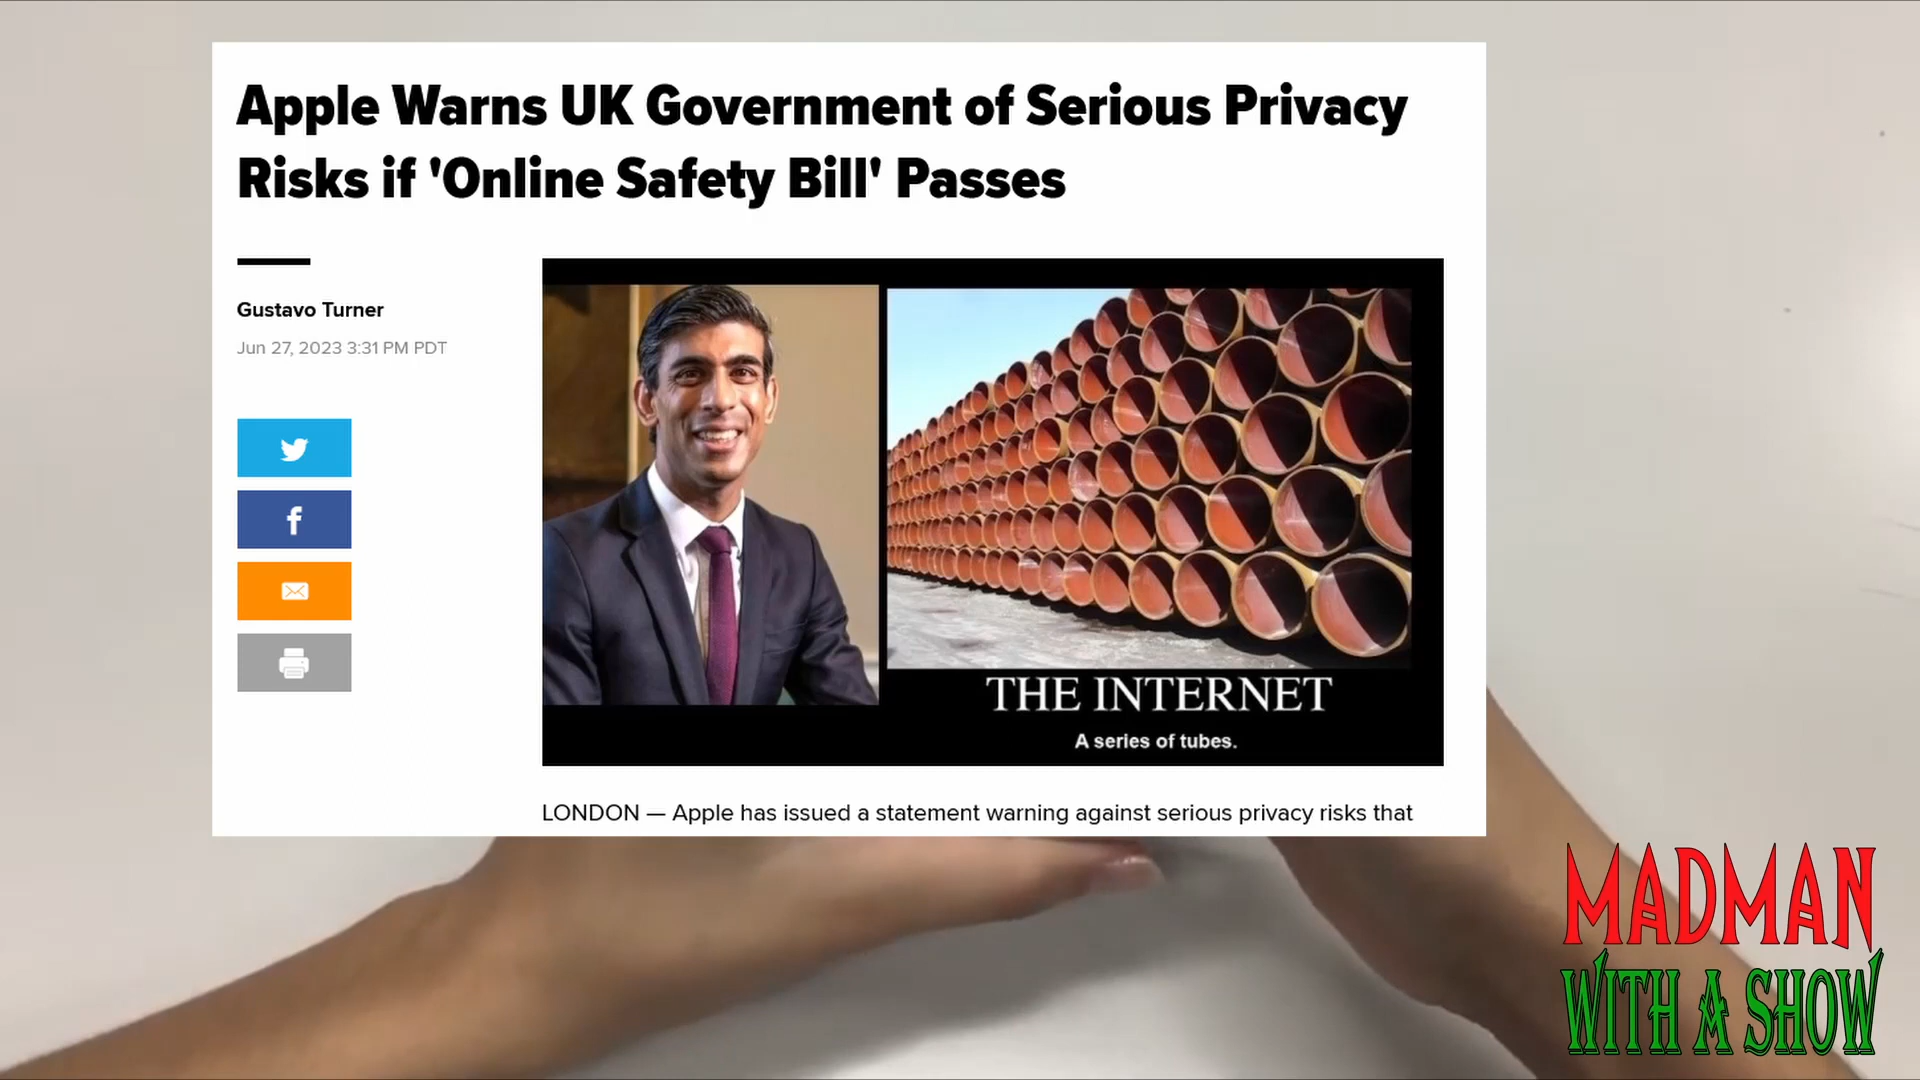 Apple Warns UK Government of Serious Privacy
Risks if 'Online Safety Bill' Passes
Gustavo Turner
Jun 27, 2023 3:31 PM PDT
THE INTERNET
A series of tubes.
LONDON — Apple has issued a statement warning against serious privacy risks that
MADMAN
WITH A SHOW